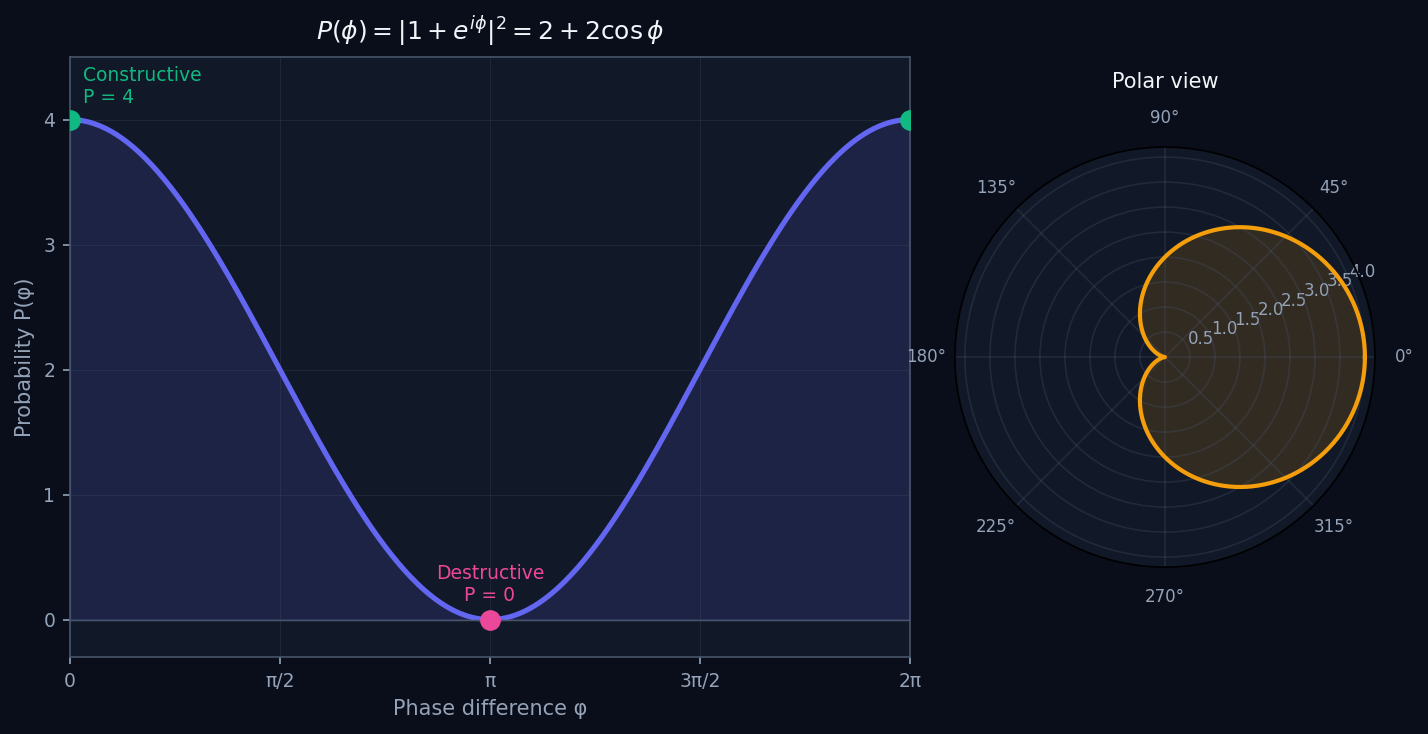 P(ϕ) = |1 + e^{iϕ}|² = 2 + 2cos ϕ
Constructive
P = 4
Destructive
P = 0
4
3
2
1
0
Probability P(φ)
0
π/2
π
3π/2
2π
Phase difference φ
Polar view
90°
135°
45°
4.0
3.5
3.0
2.5
2.0
1.5
1.0
0.5
180°
0°
225°
315°
270°